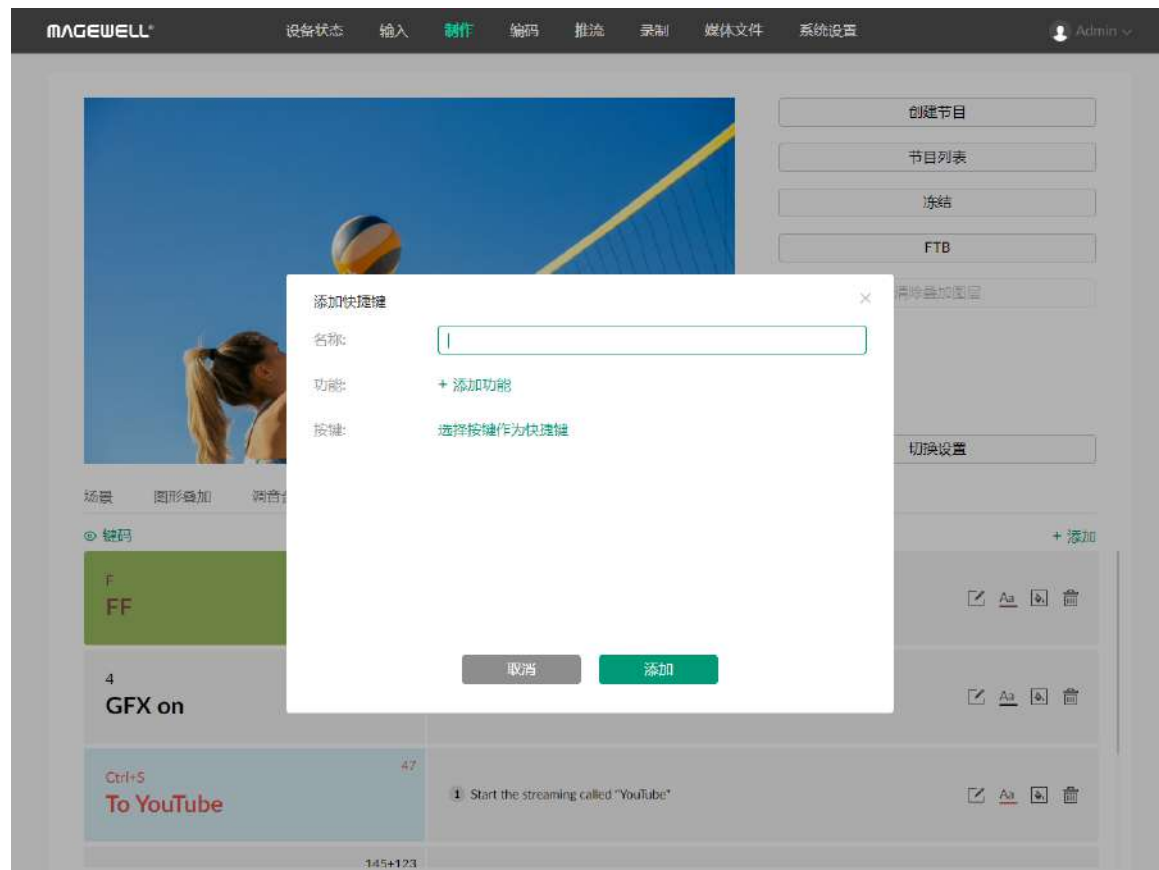 MAGEWELL®
设备状态 输入 制作 编码 推流 录制 媒体文件 系统设置 Admin
创建节目
节目列表
冻结
FTB
清除叠加图层
添加快捷键
名称:
功能: + 添加功能
按键: 选择按键作为快捷键
切换设置
场景 图形叠加 调音
键码 + 添加
F
FF
取消 添加
4
GFX on
Ctrl+S 47
To YouTube
1 Start the streaming called "YouTube"
145+123